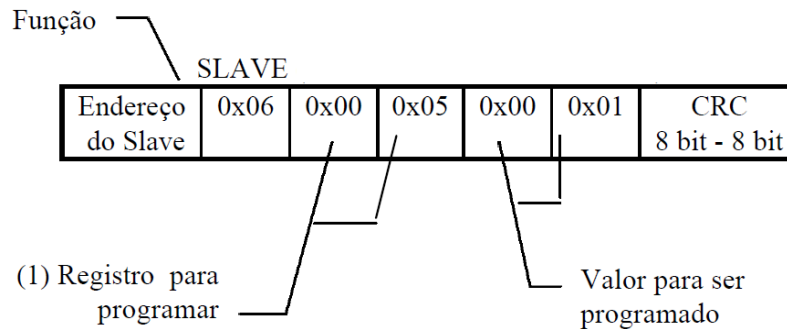 Função
SLAVE
Endereço 0x06 0x00 0x05 0x00 0x01 CRC
do Slave 8 bit - 8 bit
(1) Registro para
programar
Valor para ser
programado